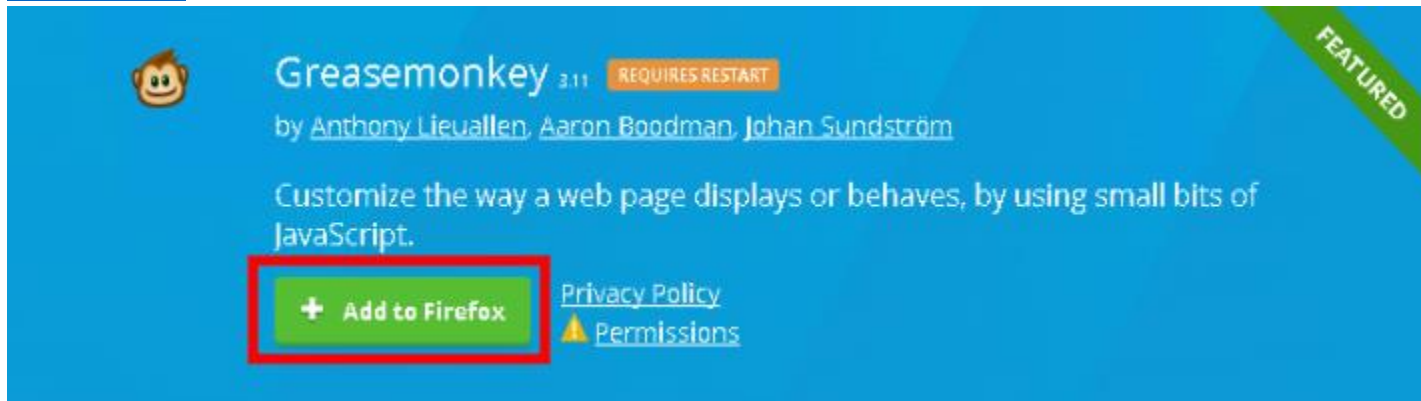 Greasemonkey 3.11 REQUIRES RESTART
FEATURED
by Anthony Lieuallen, Aaron Boodman, Johan Sundström
Customize the way a web page displays or behaves, by using small bits of
JavaScript.
Add to Firefox
Privacy Policy
Permissions